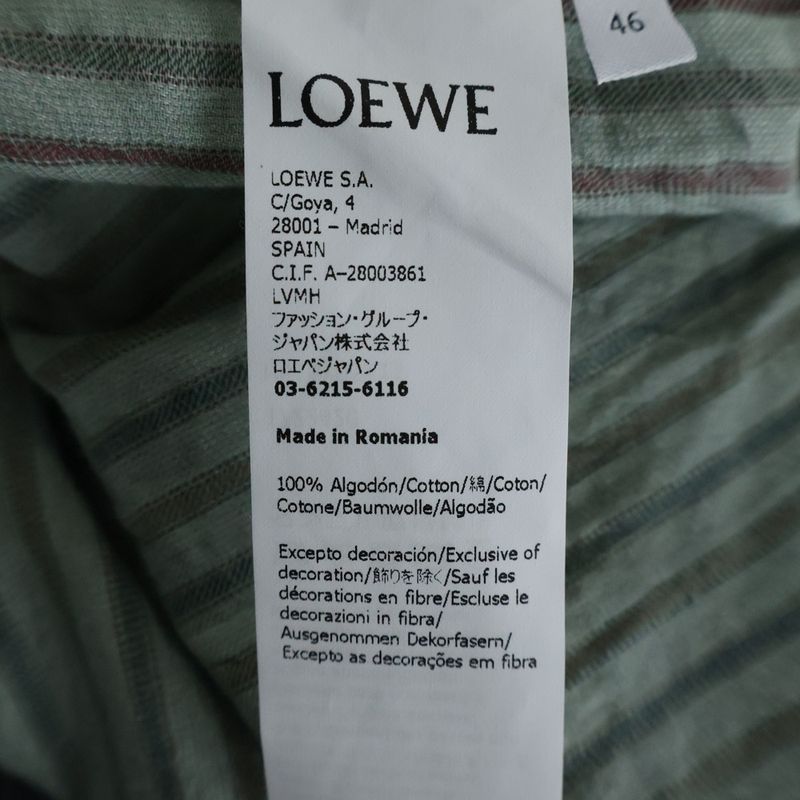 46
LOEWE
LOEWE S.A.
C/Goya, 4
28001 – Madrid
SPAIN
C.I.F. A–28003861
LVMH
ファッション・グループ・
ジャパン株式会社
ロエベジャパン
03-6215-6116
Made in Romania
100% Algodón/Cotton/綿/Coton/
Cotone/Baumwolle/Algodão
Excepto decoración/Exclusive of
decoration/飾りを除く/Sauf les
décorations en fibre/Escluse le
decorazioni in fibra/
Ausgenommen Dekorfasern/
Excepto as decorações em fibra